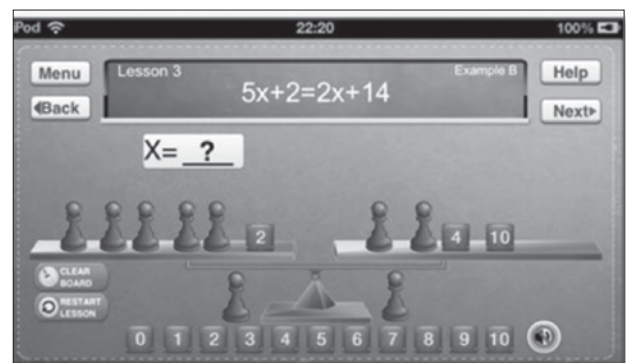 iPod 22:20 100%
Menu Lesson 3 Example B Help
5x+2=2x+14
Back Next
X= ?
2 4 10
CLEAR BOARD
RESTART LESSON
0 1 2 3 4 5 6 7 8 9 10